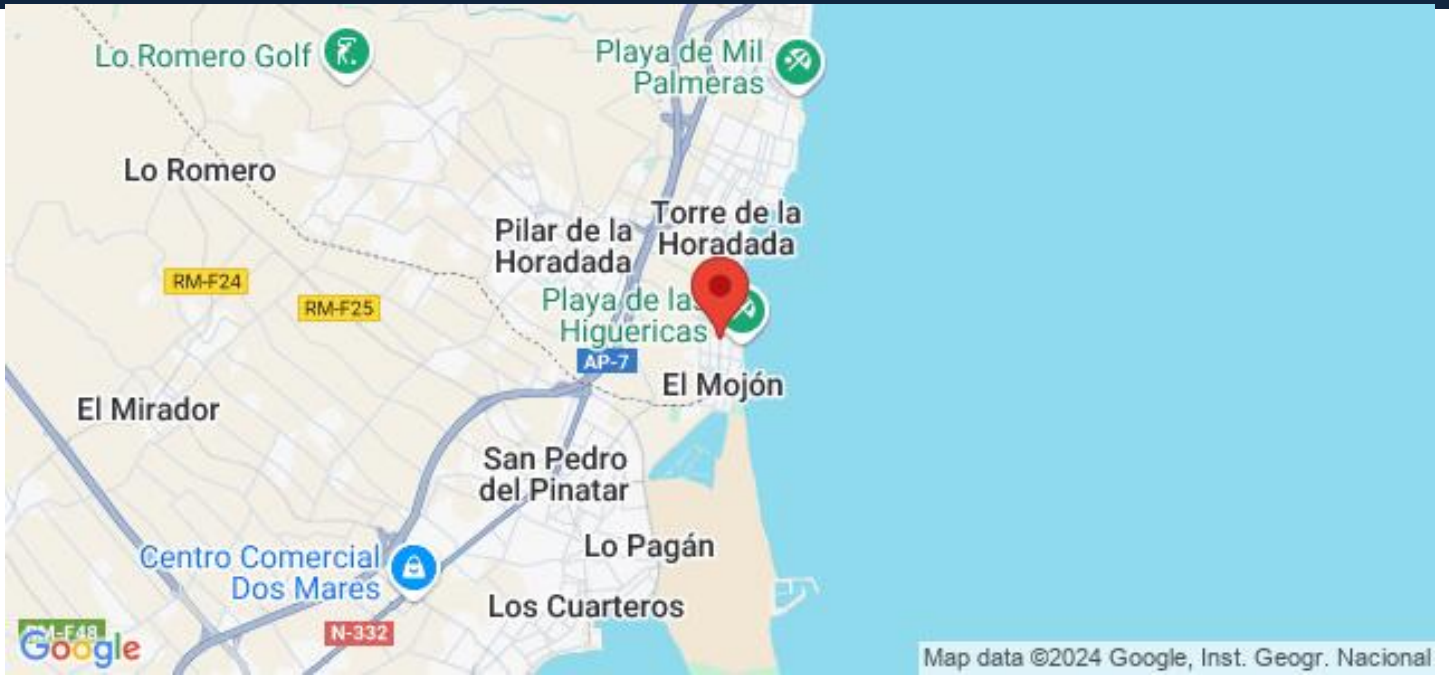 Lo Romero Golf
Playa de Mil
Palmeras
Lo Romero
Torre de la
Horadada
Pilar de la
Horadada
RM-F24
RM-F25
Playa de las
Higuericas
AP-7
El Mojón
El Mirador
San Pedro
del Pinatar
Lo Pagán
Centro Comercial
Dos Mares
Los Cuarteros
N-332
RM-F48
Google
Map data ©2024 Google, Inst. Geogr. Nacional